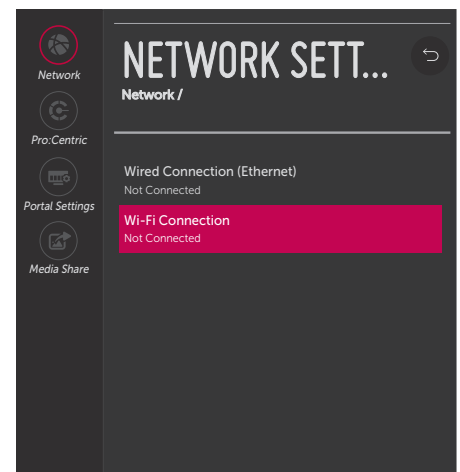 Network
Pro:Centric
Portal Settings
Media Share
NETWORK SETT...
Network /
Wired Connection (Ethernet)
Not Connected
Wi-Fi Connection
Not Connected